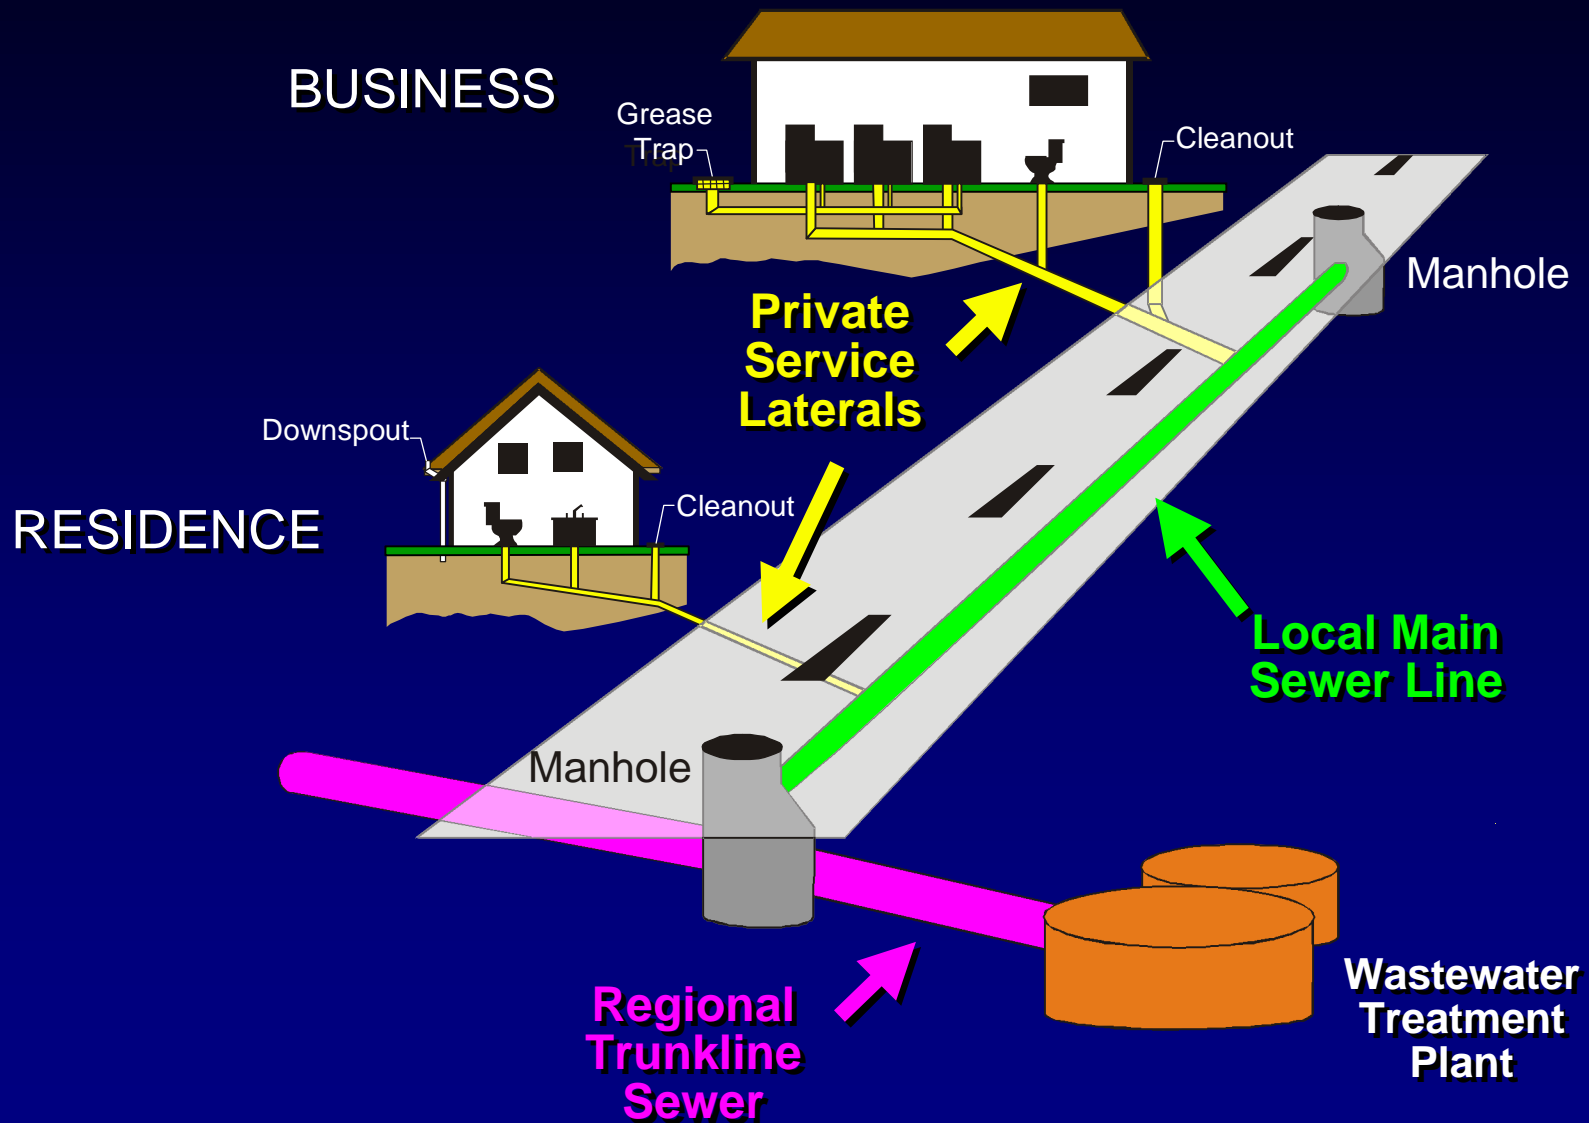 BUSINESS
Grease
Trap
Cleanout
Manhole
Private
Service
Laterals
Downspout
Cleanout
RESIDENCE
Local Main
Sewer Line
Manhole
Regional
Trunkline
Sewer
Wastewater
Treatment
Plant